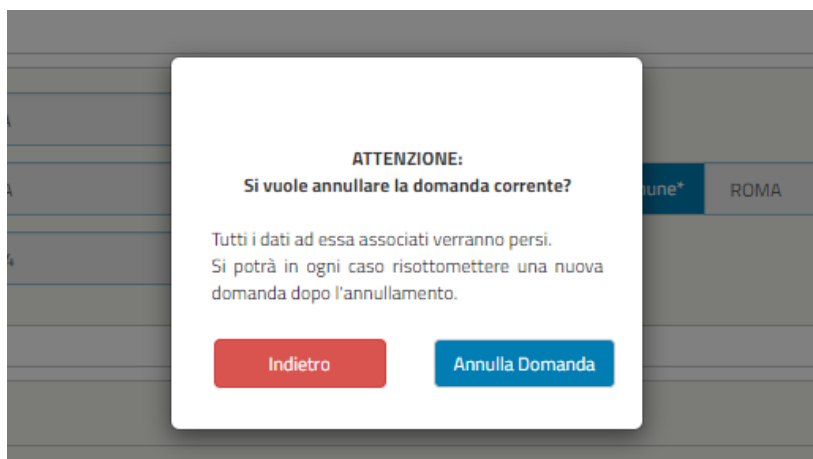 ATTENZIONE:
Si vuole annullare la domanda corrente?
une*
ROMA
Tutti i dati ad essa associati verranno persi.
Si potrà in ogni caso risottomettere una nuova
domanda dopo l'annullamento.
Indietro
Annulla Domanda